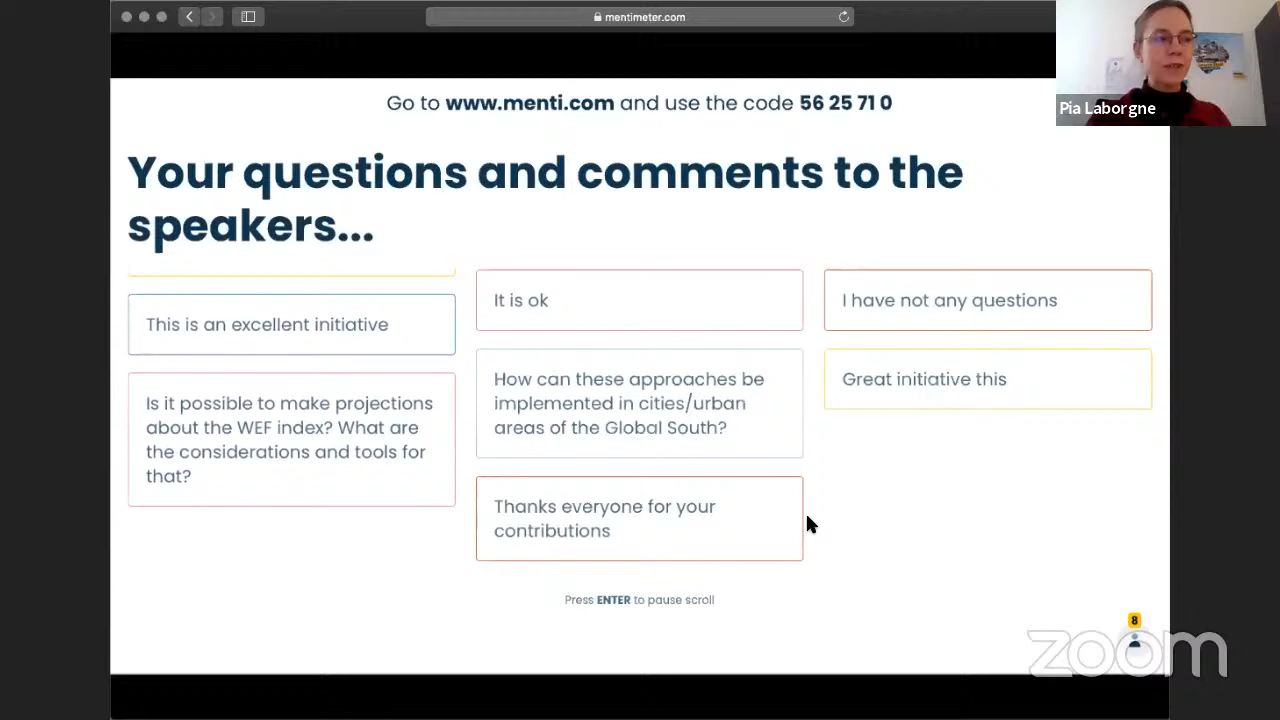 mentimeter.com
Go to www.menti.com and use the code 56 25 71 0
Pia Laborgne
Your questions and comments to the
speakers...
This is an excellent initiative
Is it possible to make projections
about the WEF index? What are
the considerations and tools for
that?
It is ok
How can these approaches be
implemented in cities/urban
areas of the Global South?
Thanks everyone for your
contributions
I have not any questions
Great initiative this
Press ENTER to pause scroll
8
zoom